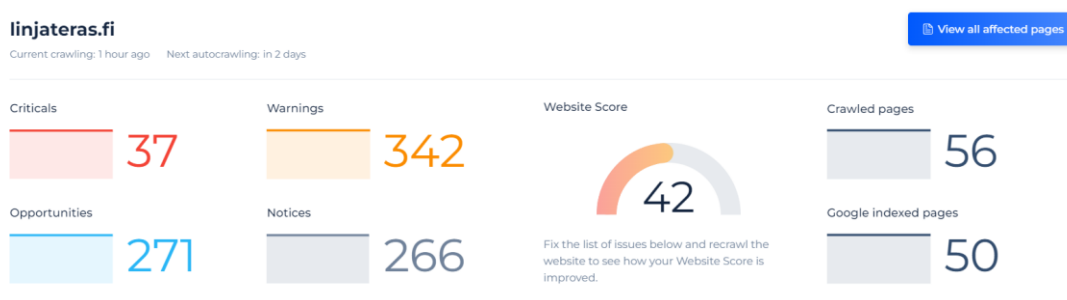 linjateras.fi
View all affected pages
Current crawling: 1 hour ago Next autocrawling: in 2 days
Criticals
37
Warnings
342
Website Score
42
Crawled pages
56
Opportunities
271
Notices
266
Fix the list of issues below and recrawl the
website to see how your Website Score is
improved.
Google indexed pages
50